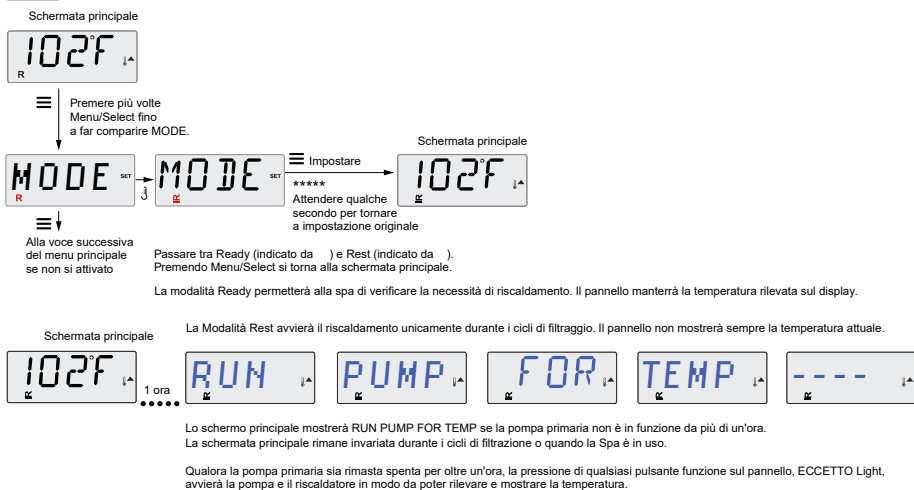 Schermata principale
102°F
R
Premere più volte
Menu/Select fino
a far comparire MODE.
MODE SET
R
MODE SET
R
Impostare
*****
Attendere qualche
secondo per tornare
a impostazione originale
Schermata principale
102°F
R
Alla voce successiva
del menu principale
se non si attivato
Passare tra Ready (indicato da ) e Rest (indicato da ).
Premendo Menu/Select si torna alla schermata principale.
La modalità Ready permetterà alla spa di verificare la necessità di riscaldamento. Il pannello manterrà la temperatura rilevata sul display.
La Modalità Rest avvierà il riscaldamento unicamente durante i cicli di filtraggio. Il pannello non mostrerà sempre la temperatura attuale.
Schermata principale
102°F
R
1 ora
RUN
R
PUMP
R
FOR
R
TEMP
R
----
R
Lo schermo principale mostrerà RUN PUMP FOR TEMP se la pompa primaria non è in funzione da più di un'ora.
La schermata principale rimane invariata durante i cicli di filtrazione o quando la Spa è in uso.
Qualora la pompa primaria sia rimasta spenta per oltre un'ora, la pressione di qualsiasi pulsante funzione sul pannello, ECCETTO Light,
avvierà la pompa e il riscaldatore in modo da poter rilevare e mostrare la temperatura.